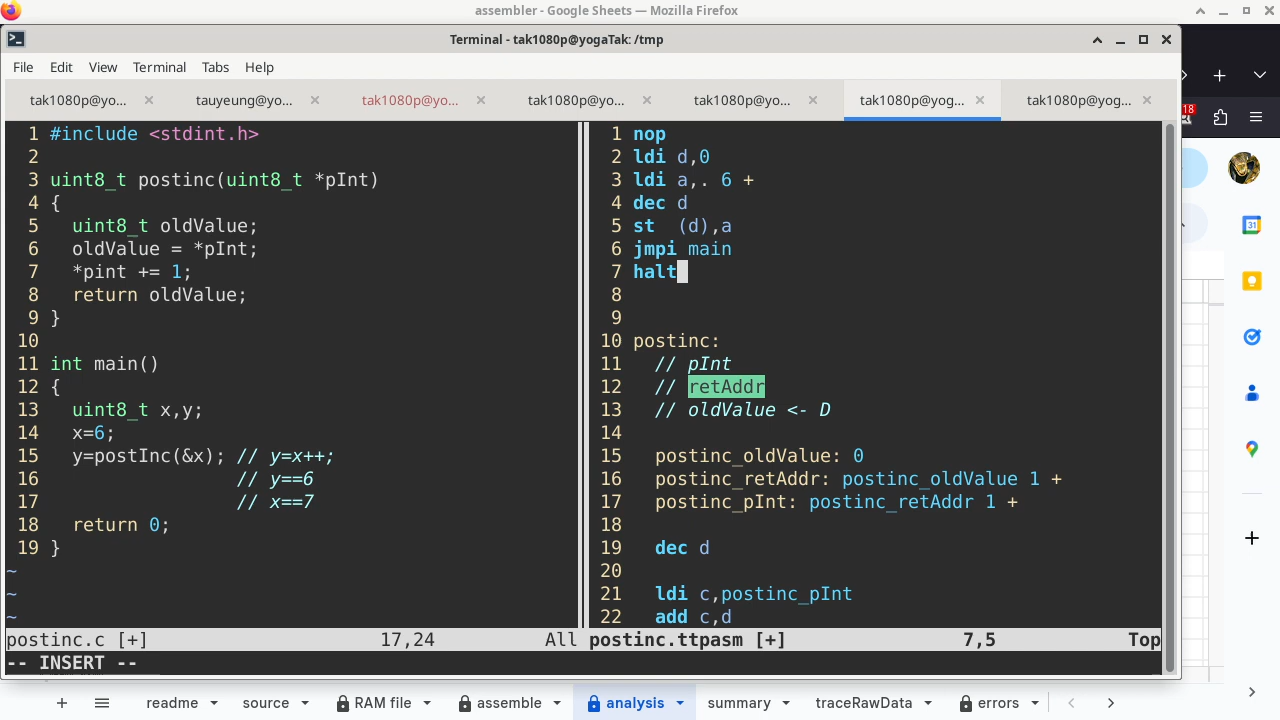 assembler - Google Sheets — Mozilla Firefox
Terminal - tak1080p@yogaTak: /tmp
File Edit View Terminal Tabs Help
tak1080p@yo... tauyeung@yo... tak1080p@yo... tak1080p@yo... tak1080p@yo... tak1080p@yog... tak1080p@yog...
18
31
1 #include <stdint.h>
2
3 uint8_t postinc(uint8_t *pInt)
4 {
5 uint8_t oldValue;
6 oldValue = *pInt;
7 *pint += 1;
8 return oldValue;
9 }
10
11 int main()
12 {
13 uint8_t x,y;
14 x=6;
15 y=postInc(&x); // y=x++;
16 // y==6
17 // x==7
18 return 0;
19 }
~
~
~
postinc.c [+] 17,24 All
1 nop
2 ldi d,0
3 ldi a,. 6 +
4 dec d
5 st (d),a
6 jmpi main
7 halt
8
9
10 postinc:
11 // pInt
12 // retAddr
13 // oldValue <- D
14
15 postinc_oldValue: 0
16 postinc_retAddr: postinc_oldValue 1 +
17 postinc_pInt: postinc_retAddr 1 +
18
19 dec d
20
21 ldi c,postinc_pInt
22 add c,d
postinc.ttpasm [+] 7,5 Top
-- INSERT --
readme source RAM file assemble analysis summary traceRawData errors